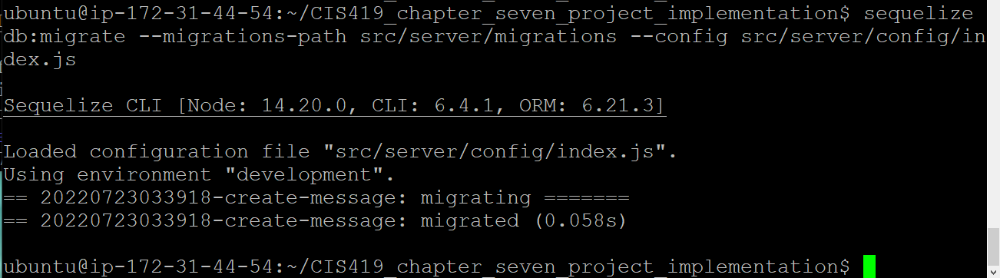 ubuntu@ip-172-31-44-54:~/CIS419_chapter_seven_project_implementation$ sequelize
db:migrate --migrations-path src/server/migrations --config src/server/config/in
dex.js
Sequelize CLI [Node: 14.20.0, CLI: 6.4.1, ORM: 6.21.3]
Loaded configuration file "src/server/config/index.js".
Using environment "development".
== 20220723033918-create-message: migrating =======
== 20220723033918-create-message: migrated (0.058s)
ubuntu@ip-172-31-44-54:~/CIS419_chapter_seven_project_implementation$